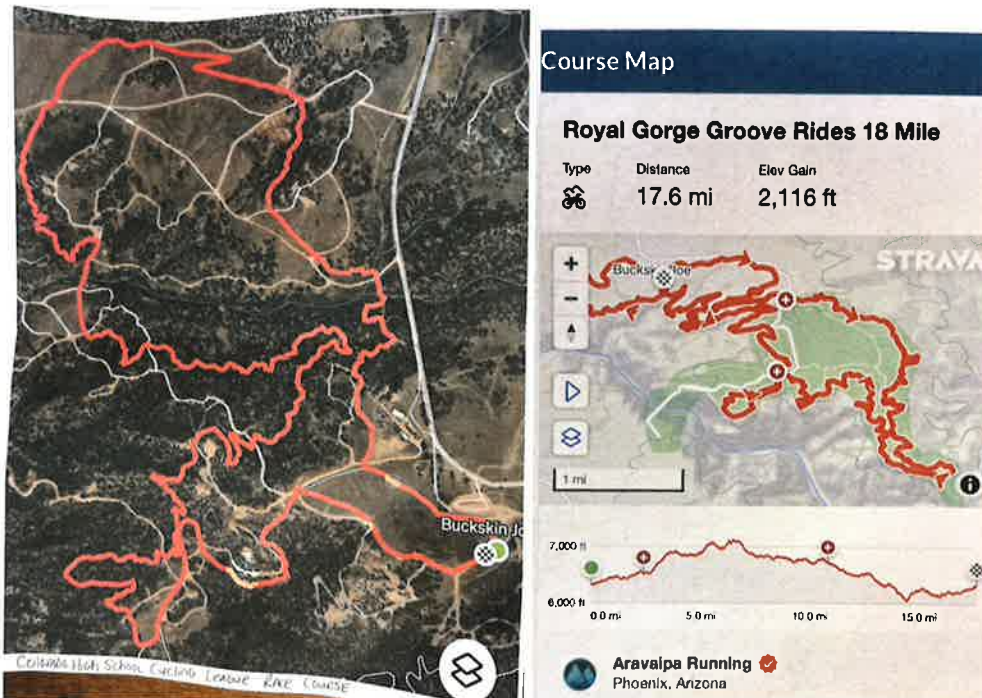 Buckskin Jo
COLORADO HIGH SCHOOL CYCLING LEAGUE RACE COURSE
Course Map
Royal Gorge Groove Rides 18 Mile
Type
Distance
Elev Gain
17.6 mi
2,116 ft
Buckskin Joe
STRAVA
1 mi
7,000 ft
6,000 ft
0.0 mi
5.0 mi
10.0 mi
15.0 mi
Aravaipa Running
Phoenix, Arizona